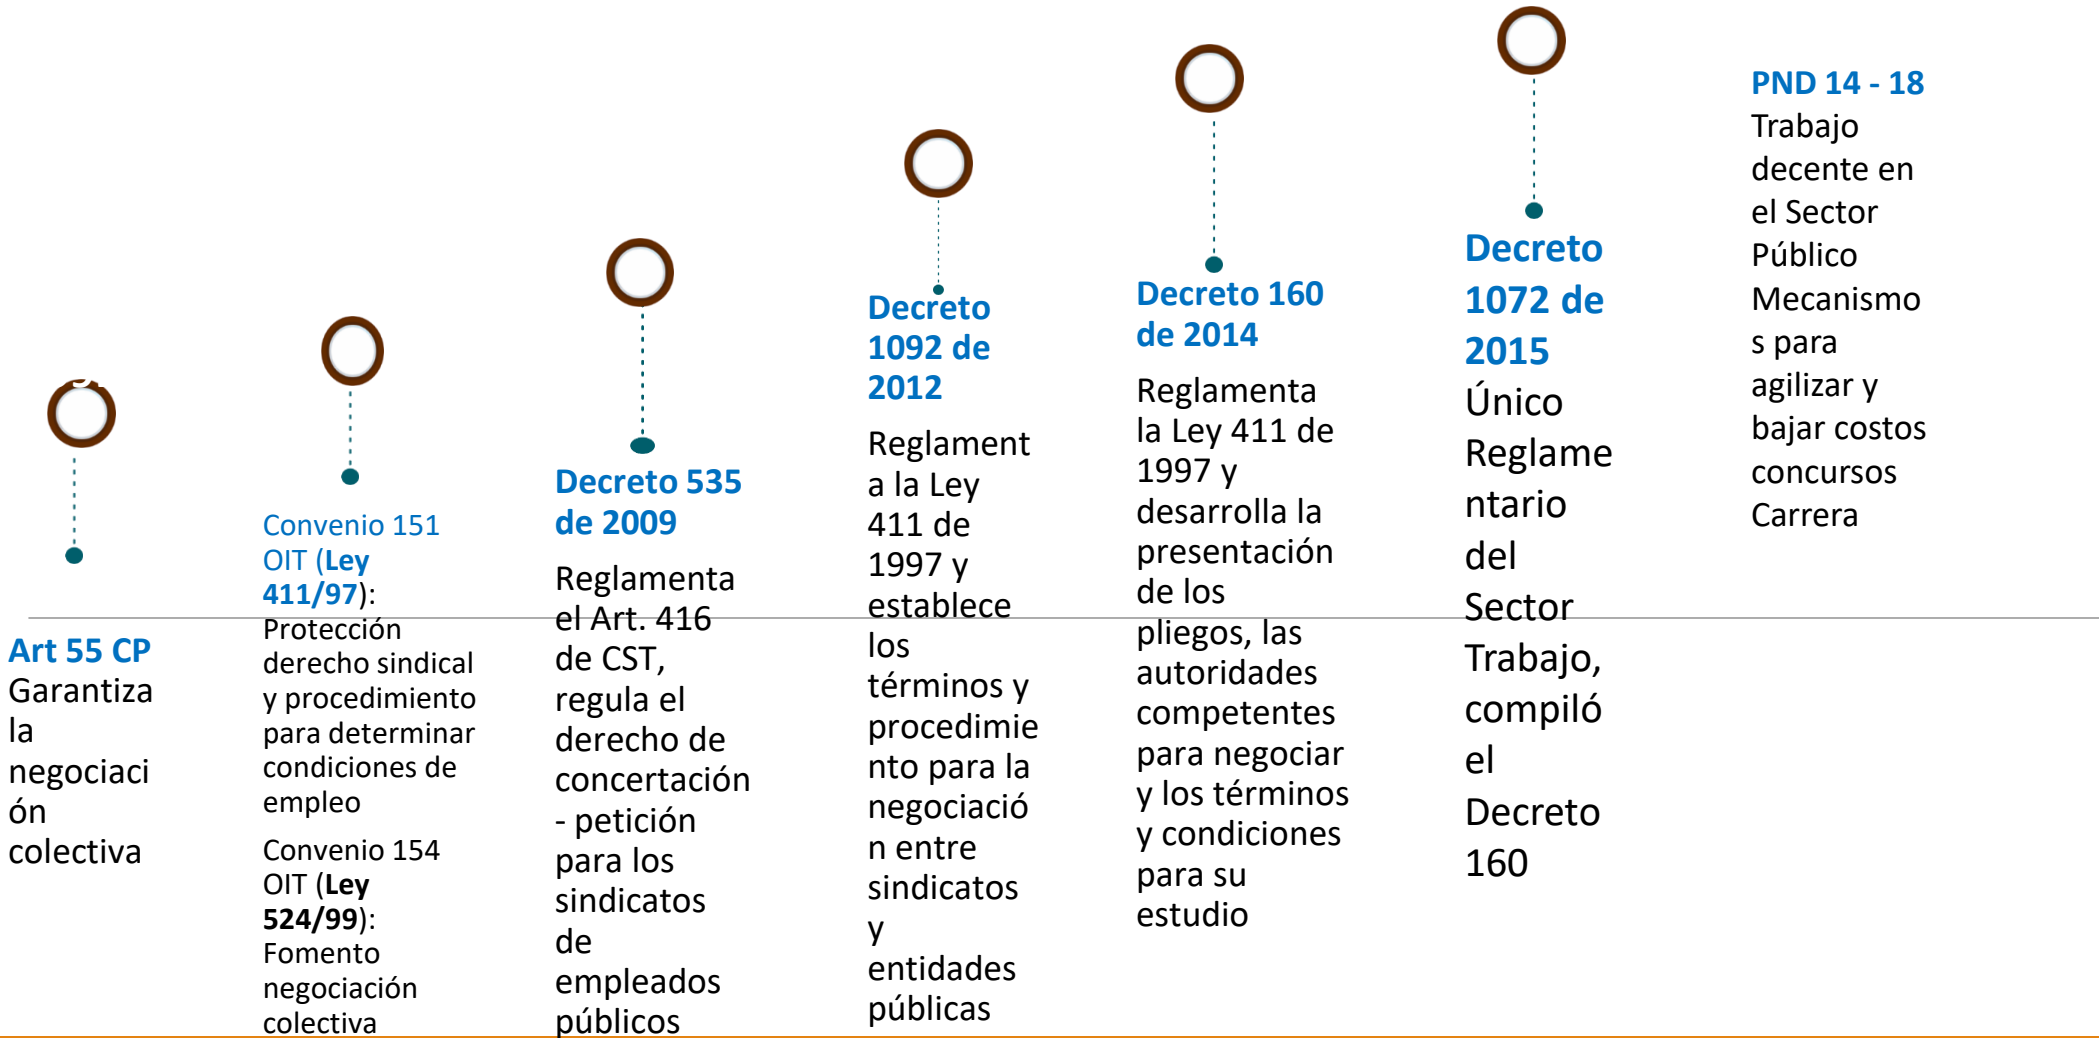 Art 55 CP
Garantiza
la
negociaci
ón
colectiva
Convenio 151
OIT (Ley
411/97):
Protección
derecho sindical
y procedimiento
para determinar
condiciones de
empleo
Convenio 154
OIT (Ley
524/99):
Fomento
negociación
colectiva
Decreto 535
de 2009
Reglamenta
el Art. 416
de CST,
regula el
derecho de
concertación
- petición
para los
sindicatos
de
empleados
públicos
Decreto
1092 de
2012
Reglament
a la Ley
411 de
1997 y
establece
los
términos y
procedimie
nto para la
negociació
n entre
sindicatos
y
entidades
públicas
Decreto 160
de 2014
Reglamenta
la Ley 411 de
1997 y
desarrolla la
presentación
de los
pliegos, las
autoridades
competentes
para negociar
y los términos
y condiciones
para su
estudio
Decreto
1072 de
2015
Único
Reglame
ntario
del
Sector
Trabajo,
compiló
el
Decreto
160
PND 14 - 18
Trabajo
decente en
el Sector
Público
Mecanismo
s para
agilizar y
bajar costos
concursos
Carrera